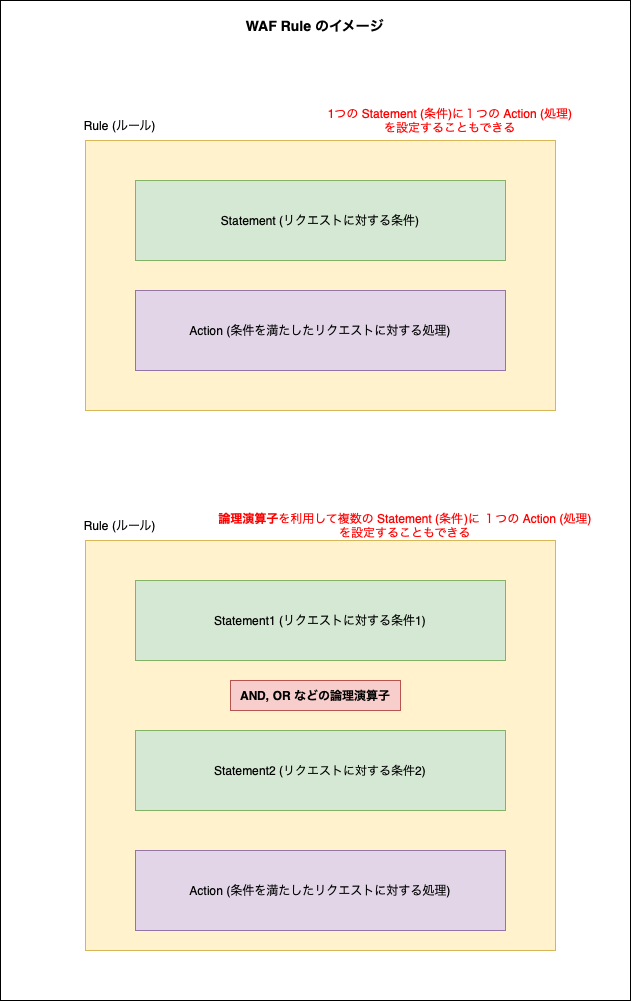 WAF Rule のイメージ
1つの Statement (条件)に１つの Action (処理)
を設定することもできる
Rule (ルール)
Statement (リクエストに対する条件)
Action (条件を満たしたリクエストに対する処理)
論理演算子を利用して複数の Statement (条件)に １つの Action (処理)
を設定することもできる
Rule (ルール)
Statement1 (リクエストに対する条件1)
AND, OR などの論理演算子
Statement2 (リクエストに対する条件2)
Action (条件を満たしたリクエストに対する処理)